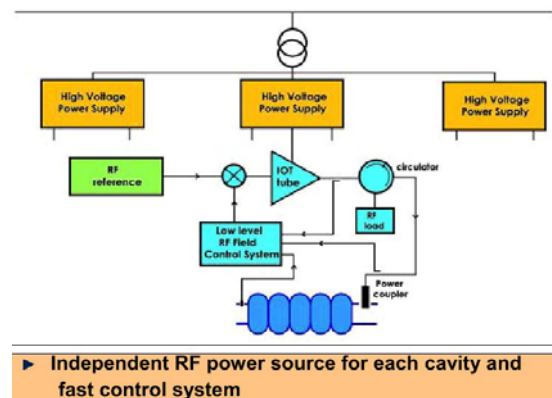 High Voltage
Power Supply
High Voltage
Power Supply
High Voltage
Power Supply
RF
reference
IOT
tube
circulator
RF
load
Low level
RF Field
Control System
Power
coupler
► Independent RF power source for each cavity and
fast control system